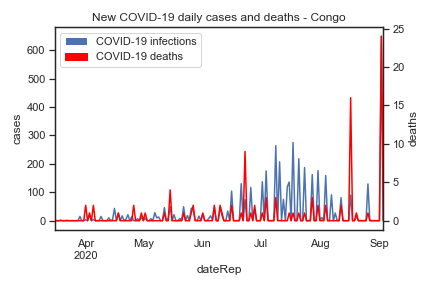 New COVID-19 daily cases and deaths - Congo
COVID-19 infections
COVID-19 deaths
600
500
400
300
200
100
0
cases
25
20
15
10
5
0
deaths
Apr
2020
May
Jun
Jul
Aug
Sep
dateRep